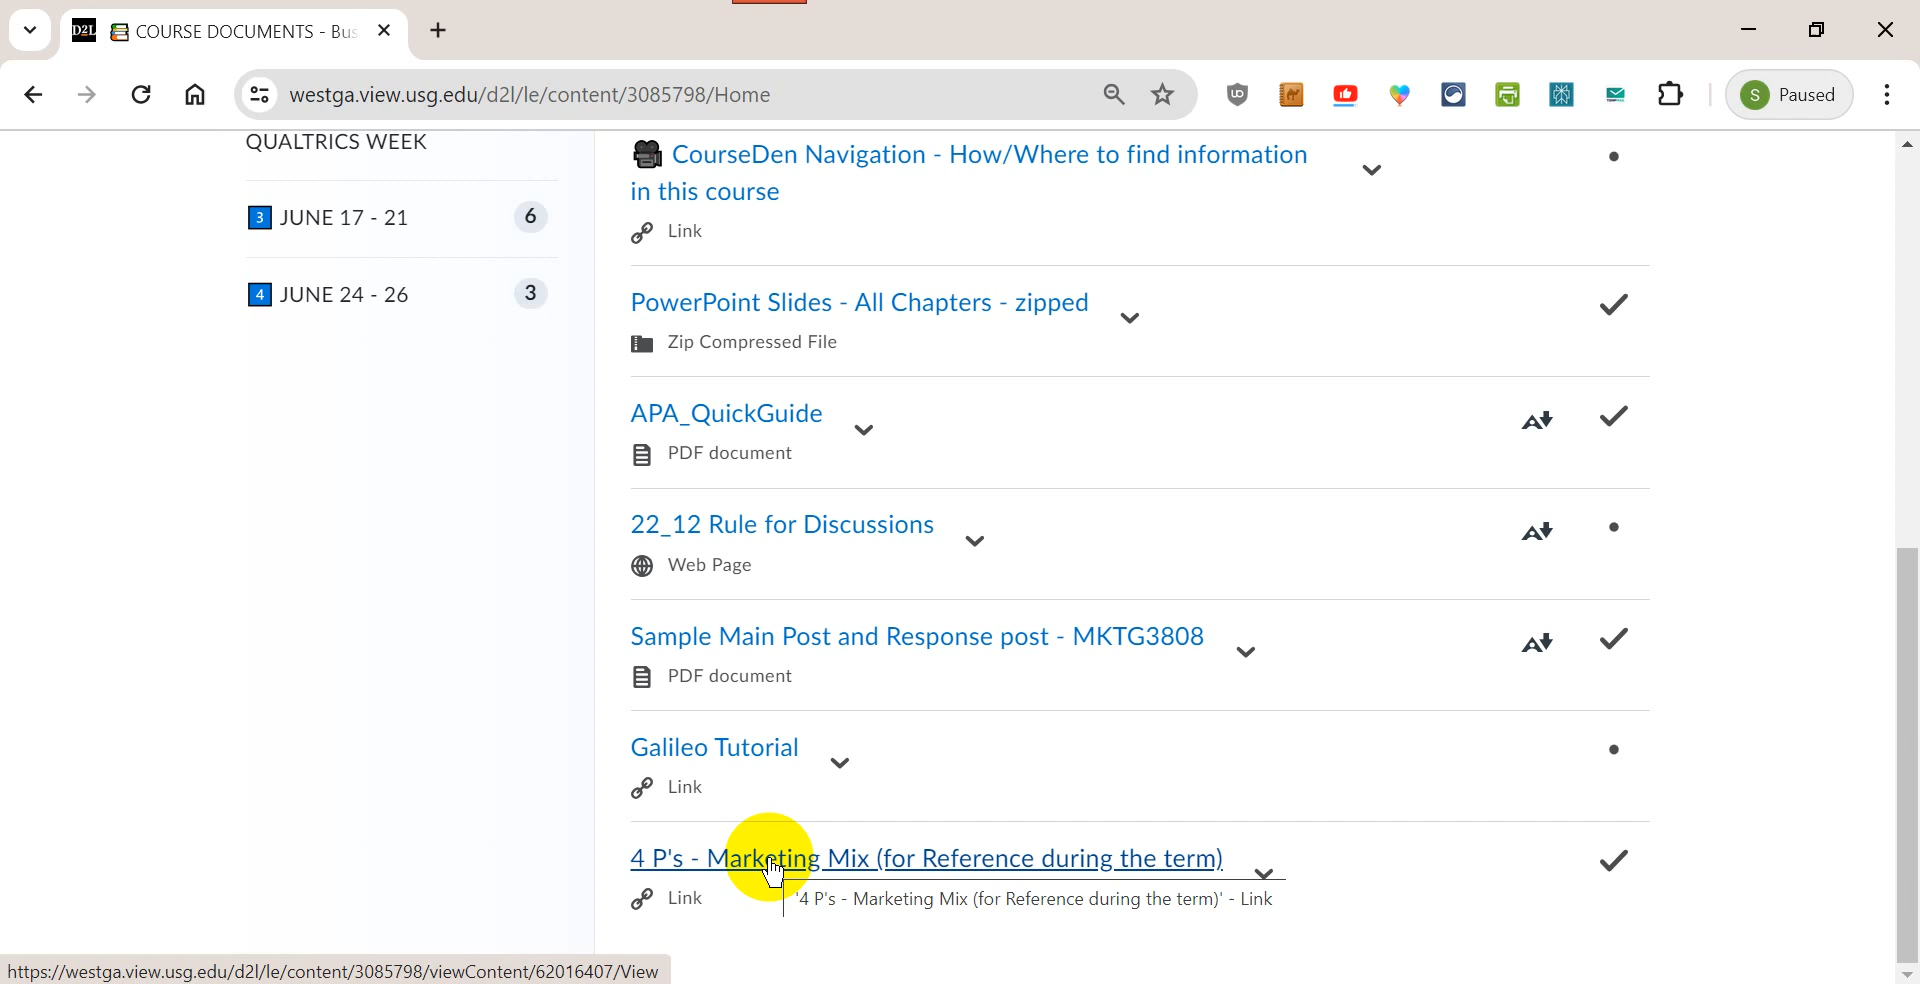 D2L COURSE DOCUMENTS - Bus
westga.view.usg.edu/d2l/le/content/3085798/Home
S Paused
QUALTRICS WEEK
3 JUNE 17 - 21 6
4 JUNE 24 - 26 3
CourseDen Navigation - How/Where to find information
in this course
Link
PowerPoint Slides - All Chapters - zipped
Zip Compressed File
APA_QuickGuide
PDF document
22_12 Rule for Discussions
Web Page
Sample Main Post and Response post - MKTG3808
PDF document
Galileo Tutorial
Link
4 P's - Marketing Mix (for Reference during the term)
Link
'4 P's - Marketing Mix (for Reference during the term)' - Link
https://westga.view.usg.edu/d2l/le/content/3085798/viewContent/62016407/View